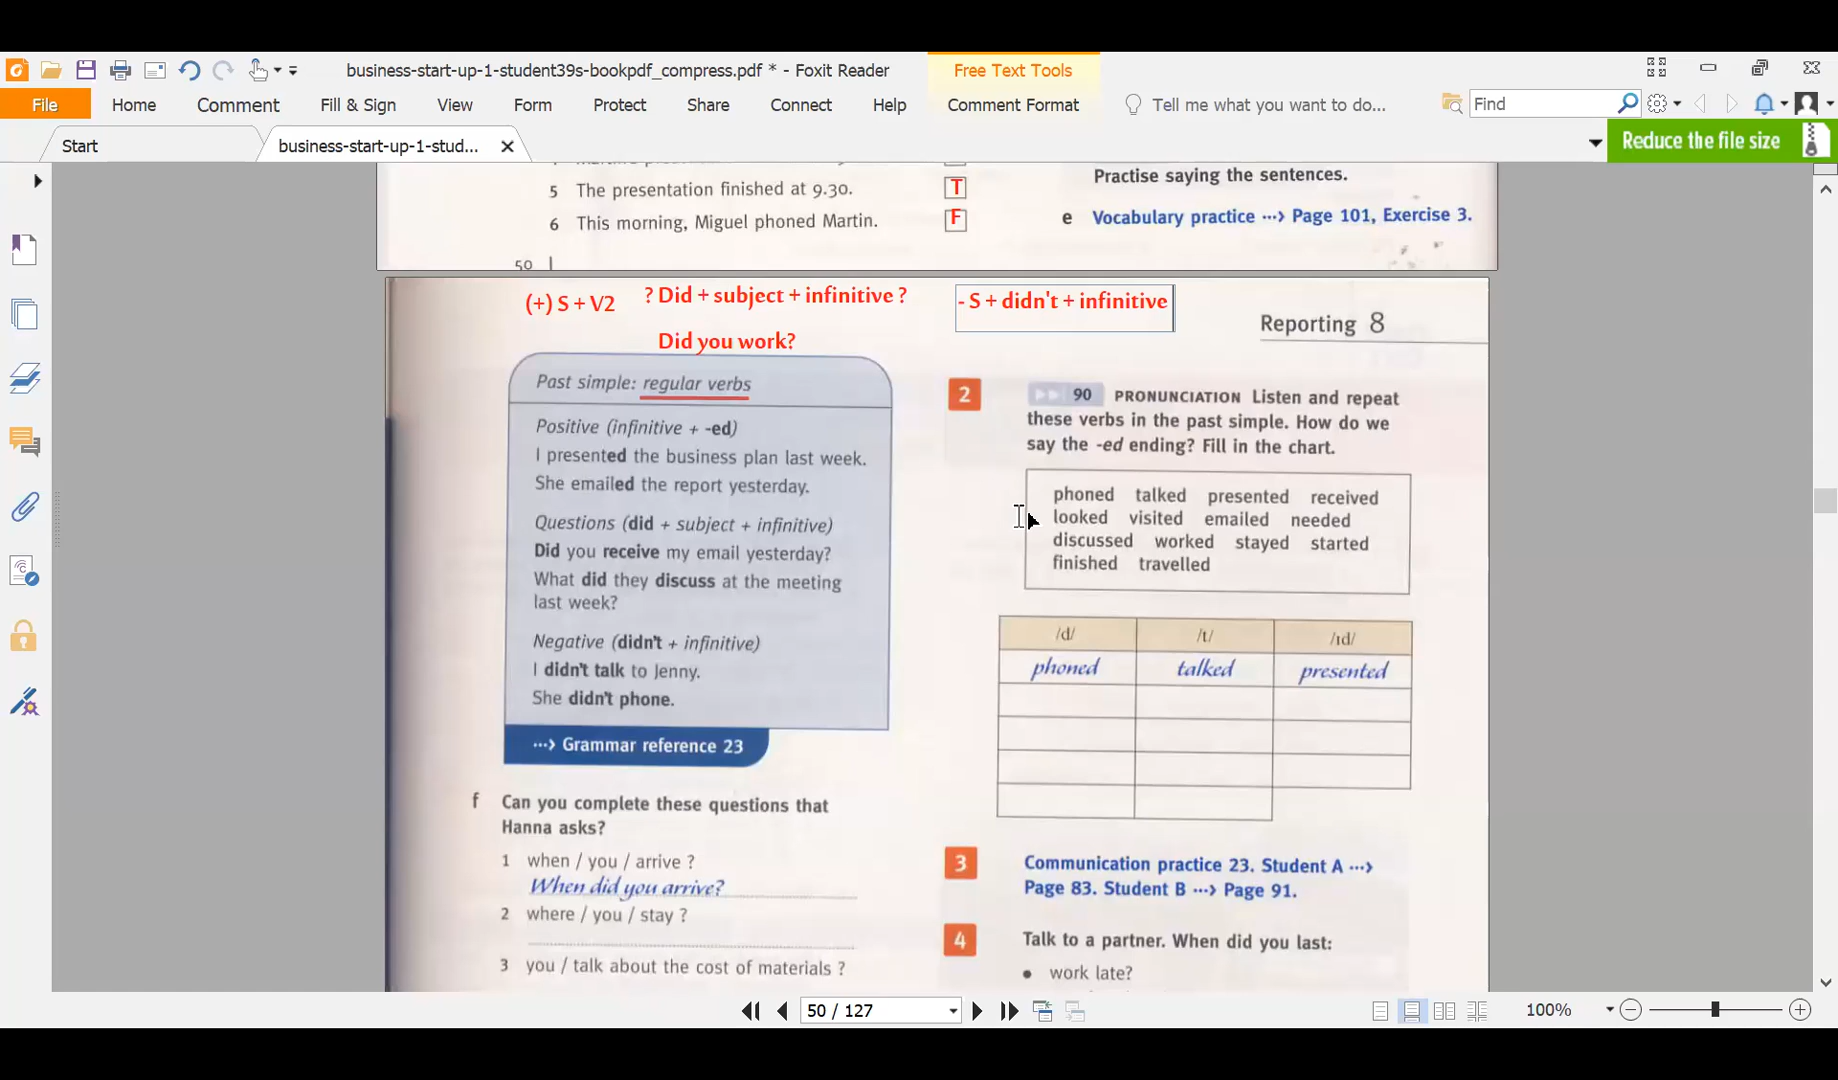 business-start-up-1-student39s-bookpdf_compress.pdf * - Foxit Reader
Free Text Tools
File Home Comment Fill & Sign View Form Protect Share Connect Help Comment Format Tell me what you want to do... Find
Start business-start-up-1-stud... Reduce the file size
5 The presentation finished at 9.30. T
6 This morning, Miguel phoned Martin. F
50
Practise saying the sentences.
e Vocabulary practice ···> Page 101, Exercise 3.
(+) S + V2 ? Did + subject + infinitive ? - S + didn't + infinitive
Did you work?
Reporting 8
Past simple: regular verbs
Positive (infinitive + -ed)
I presented the business plan last week.
She emailed the report yesterday.
Questions (did + subject + infinitive)
Did you receive my email yesterday?
What did they discuss at the meeting
last week?
Negative (didn't + infinitive)
I didn't talk to Jenny.
She didn't phone.
···> Grammar reference 23
f Can you complete these questions that
Hanna asks?
1 when / you / arrive ?
When did you arrive?
2 where / you / stay ?
3 you / talk about the cost of materials ?
2 90 PRONUNCIATION Listen and repeat
these verbs in the past simple. How do we
say the -ed ending? Fill in the chart.
phoned talked presented received
looked visited emailed needed
discussed worked stayed started
finished travelled
/d/ /t/ /ɪd/
phoned talked presented
3 Communication practice 23. Student A ···>
Page 83. Student B ···> Page 91.
4 Talk to a partner. When did you last:
• work late?
50 / 127 100%